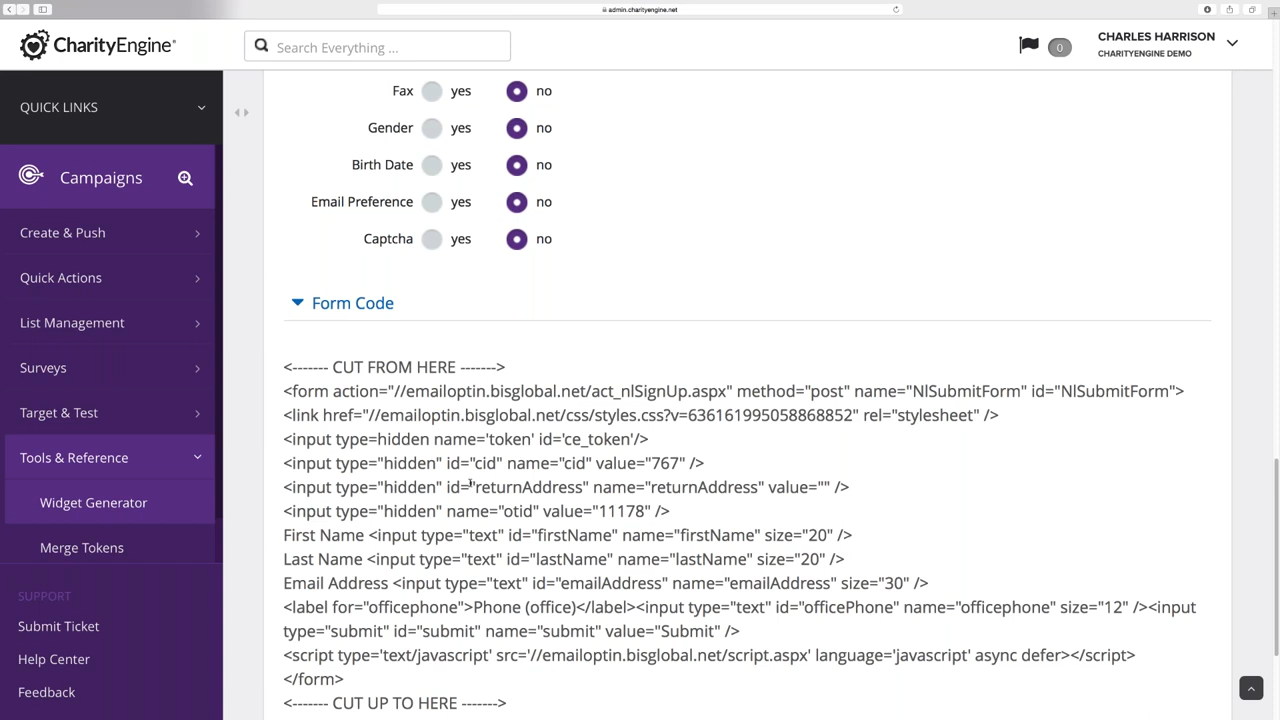 admin.charityengine.net
CharityEngine®
Search Everything ...
0
CHARLES HARRISON
CHARITYENGINE DEMO
QUICK LINKS
Campaigns
Create & Push
Quick Actions
List Management
Surveys
Target & Test
Tools & Reference
Widget Generator
Merge Tokens
SUPPORT
Submit Ticket
Help Center
Feedback
Fax yes no
Gender yes no
Birth Date yes no
Email Preference yes no
Captcha yes no
Form Code
<------- CUT FROM HERE ------->
<form action="//emailoptin.bisglobal.net/act_nlSignUp.aspx" method="post" name="NlSubmitForm" id="NlSubmitForm">
<link href="//emailoptin.bisglobal.net/css/styles.css?v=636161995058868852" rel="stylesheet" />
<input type=hidden name='token' id='ce_token'/>
<input type="hidden" id="cid" name="cid" value="767" />
<input type="hidden" id="returnAddress" name="returnAddress" value="" />
<input type="hidden" name="otid" value="11178" />
First Name <input type="text" id="firstName" name="firstName" size="20" />
Last Name <input type="text" id="lastName" name="lastName" size="20" />
Email Address <input type="text" id="emailAddress" name="emailAddress" size="30" />
<label for="officephone">Phone (office)</label><input type="text" id="officePhone" name="officephone" size="12" /><input
type="submit" id="submit" name="submit" value="Submit" />
<script type='text/javascript' src='//emailoptin.bisglobal.net/script.aspx' language='javascript' async defer></script>
</form>
<------- CUT UP TO HERE ------->